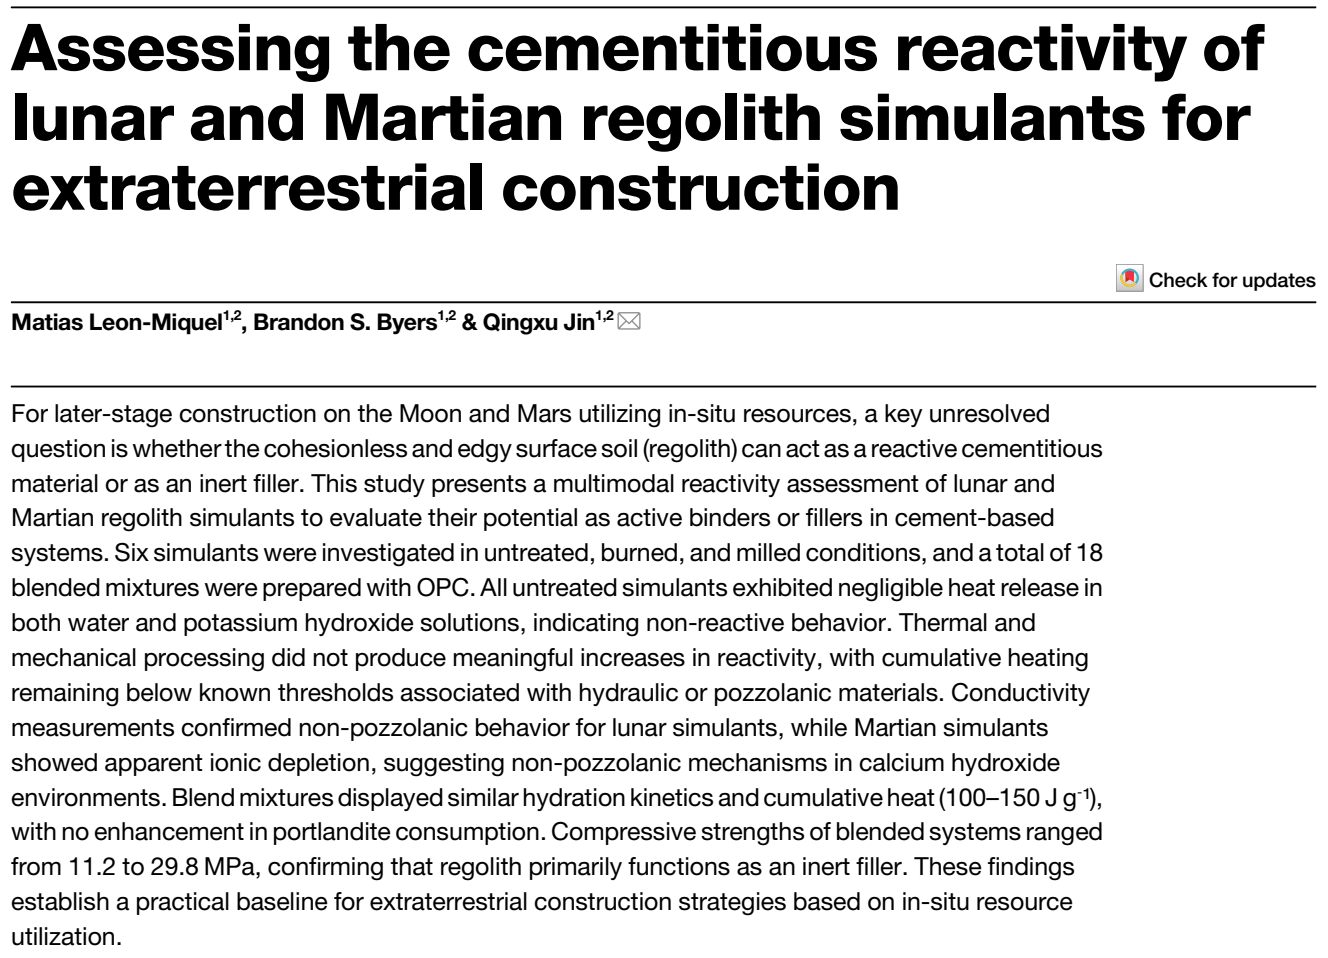 Assessing the cementitious reactivity of
lunar and Martian regolith simulants for
extraterrestrial construction
Check for updates
Matias Leon-Miquel1,2, Brandon S. Byers1,2 & Qingxu Jin1,2
For later-stage construction on the Moon and Mars utilizing in-situ resources, a key unresolved
question is whether the cohesionless and edgy surface soil (regolith) can act as a reactive cementitious
material or as an inert filler. This study presents a multimodal reactivity assessment of lunar and
Martian regolith simulants to evaluate their potential as active binders or fillers in cement-based
systems. Six simulants were investigated in untreated, burned, and milled conditions, and a total of 18
blended mixtures were prepared with OPC. All untreated simulants exhibited negligible heat release in
both water and potassium hydroxide solutions, indicating non-reactive behavior. Thermal and
mechanical processing did not produce meaningful increases in reactivity, with cumulative heating
remaining below known thresholds associated with hydraulic or pozzolanic materials. Conductivity
measurements confirmed non-pozzolanic behavior for lunar simulants, while Martian simulants
showed apparent ionic depletion, suggesting non-pozzolanic mechanisms in calcium hydroxide
environments. Blend mixtures displayed similar hydration kinetics and cumulative heat (100–150 J g-1),
with no enhancement in portlandite consumption. Compressive strengths of blended systems ranged
from 11.2 to 29.8 MPa, confirming that regolith primarily functions as an inert filler. These findings
establish a practical baseline for extraterrestrial construction strategies based on in-situ resource
utilization.